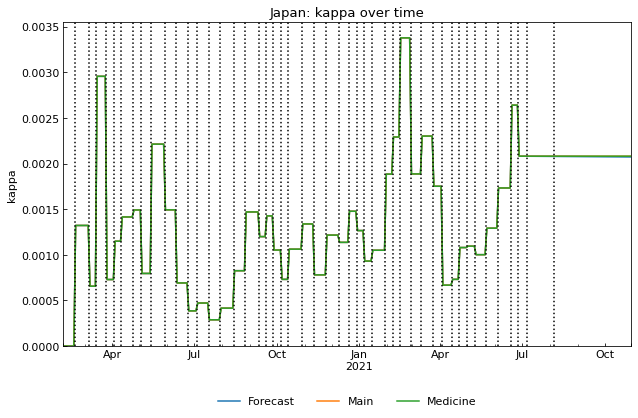 Japan: kappa over time
0.0035
0.0030
0.0025
0.0020
0.0015
0.0010
0.0005
0.0000
kappa
Apr Jul Oct Jan Apr Jul Oct
2021
Forecast Main Medicine